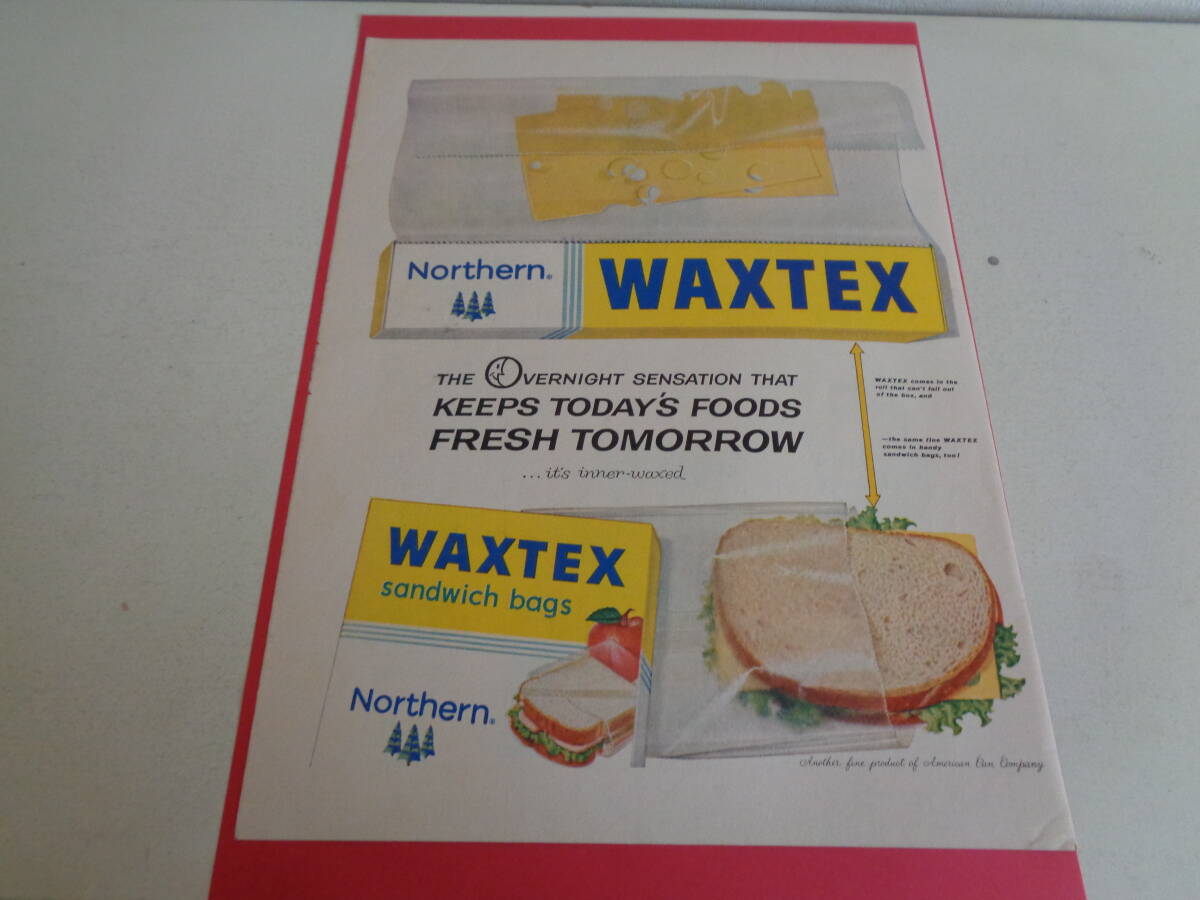 Northern®
WAXTEX
THE OVERNIGHT SENSATION THAT
KEEPS TODAY'S FOODS
FRESH TOMORROW
...it's inner-waxed
WAXTEX comes in the
roll that can't fall out
of the box, and
—the same fine WAXTEX
comes in handy
sandwich bags, too!
WAXTEX
sandwich bags
Northern®
Another fine product of American Can Company